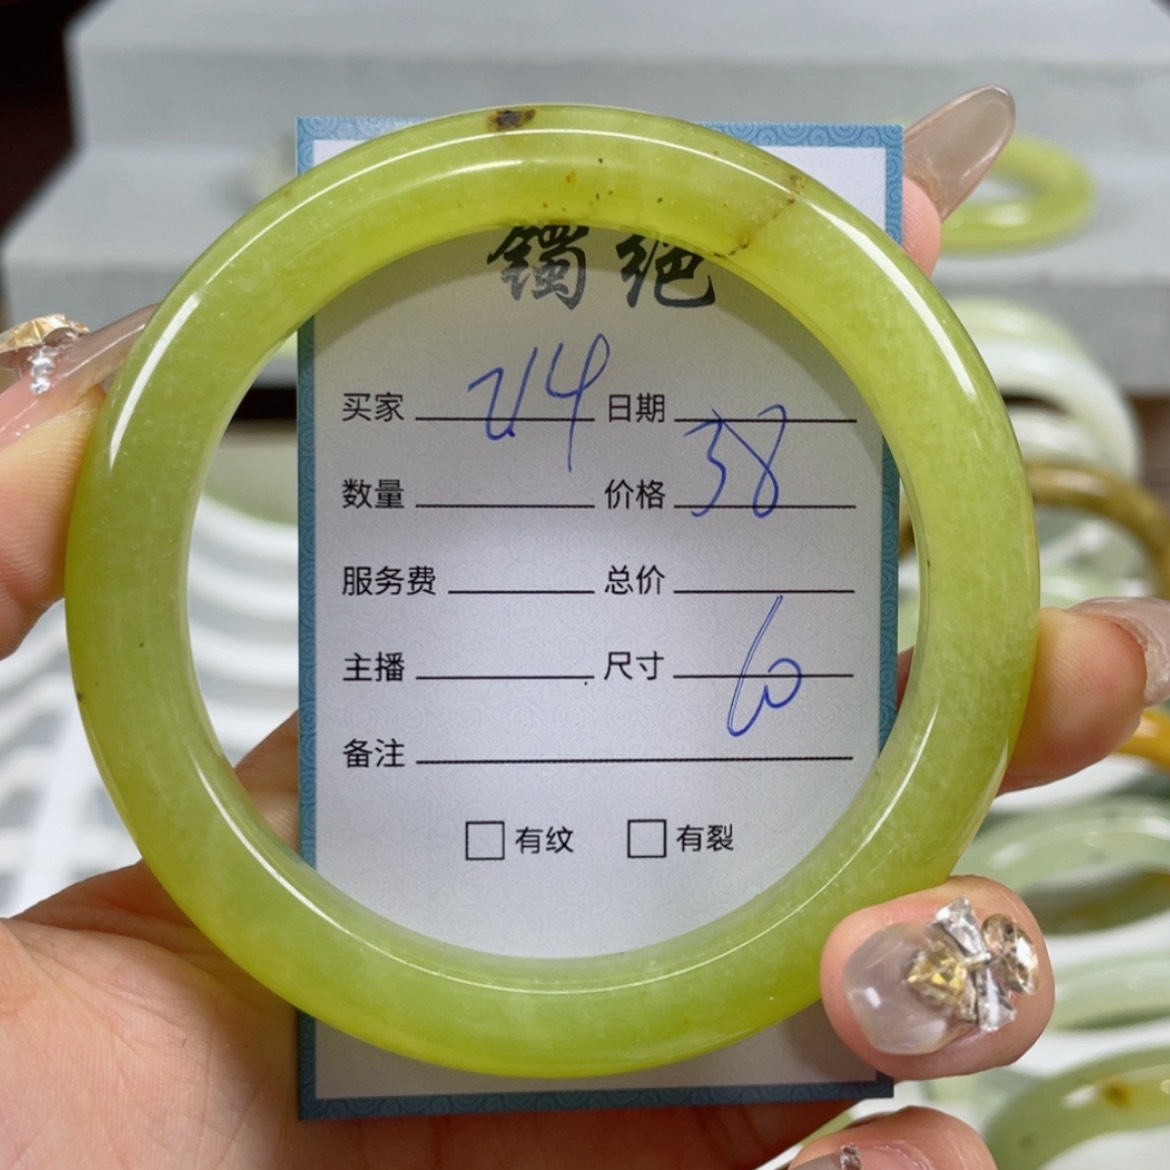 镯绝
买家 214 日期
数量 价格 38
服务费 总价
主播 尺寸 60
备注
有纹 有裂